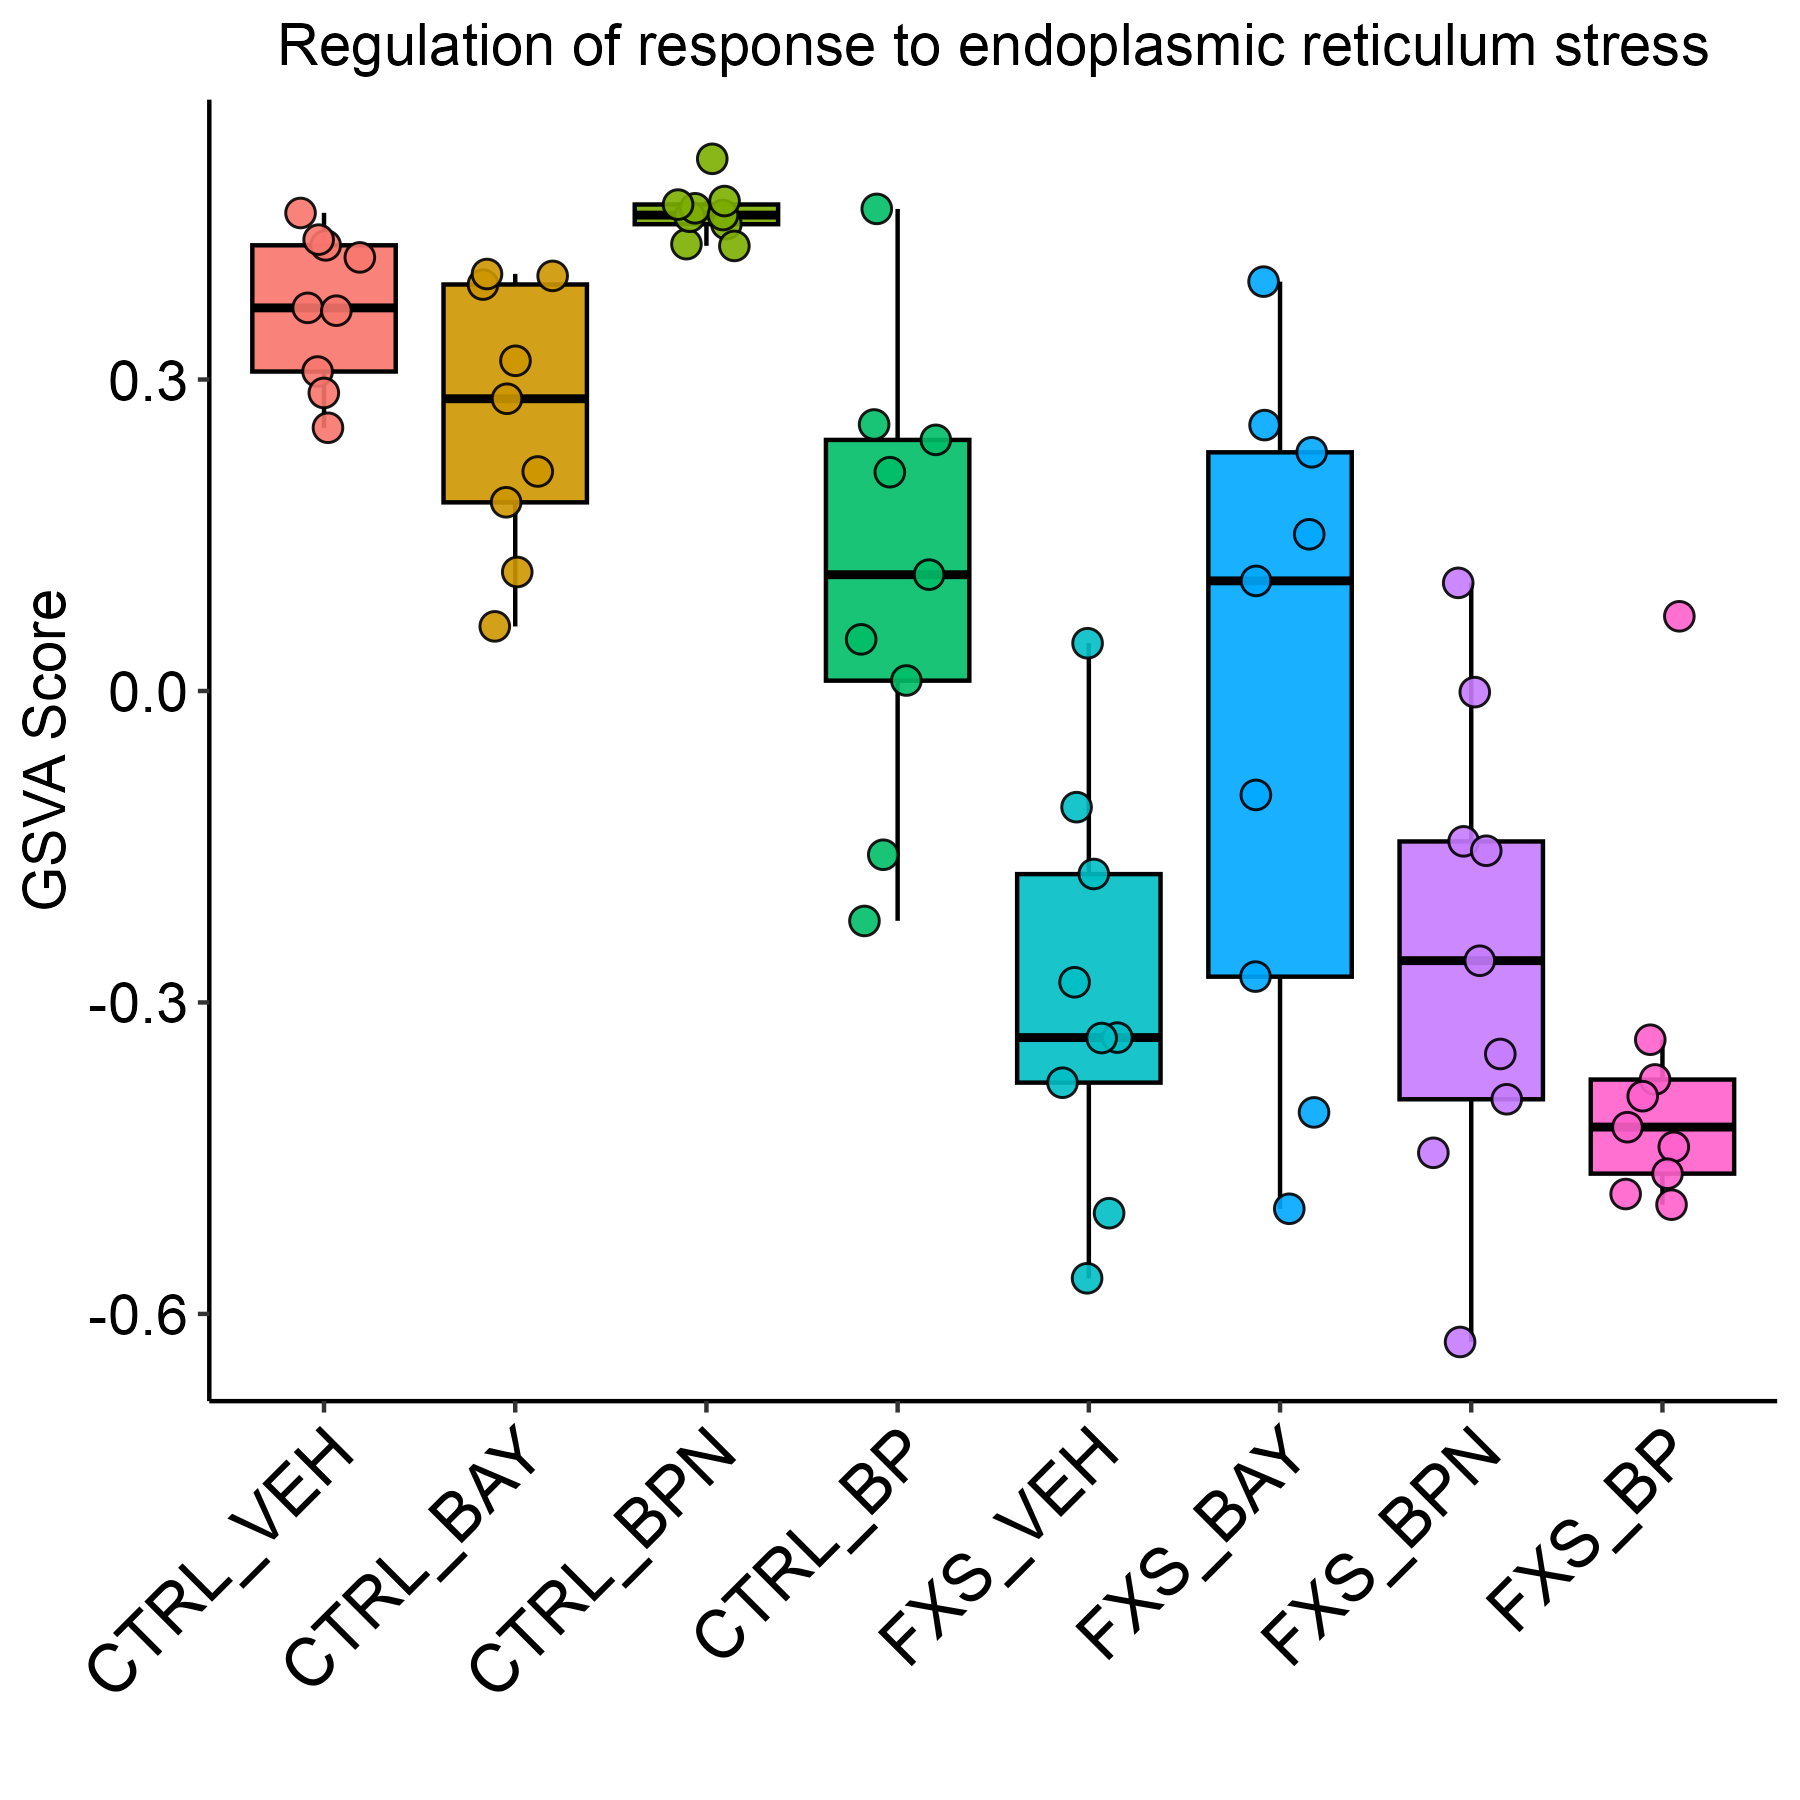 Regulation of response to endoplasmic reticulum stress
GSVA Score
0.3
0.0
-0.3
-0.6
CTRL_VEH
CTRL_BAY
CTRL_BPN
CTRL_BP
FXS_VEH
FXS_BAY
FXS_BPN
FXS_BP